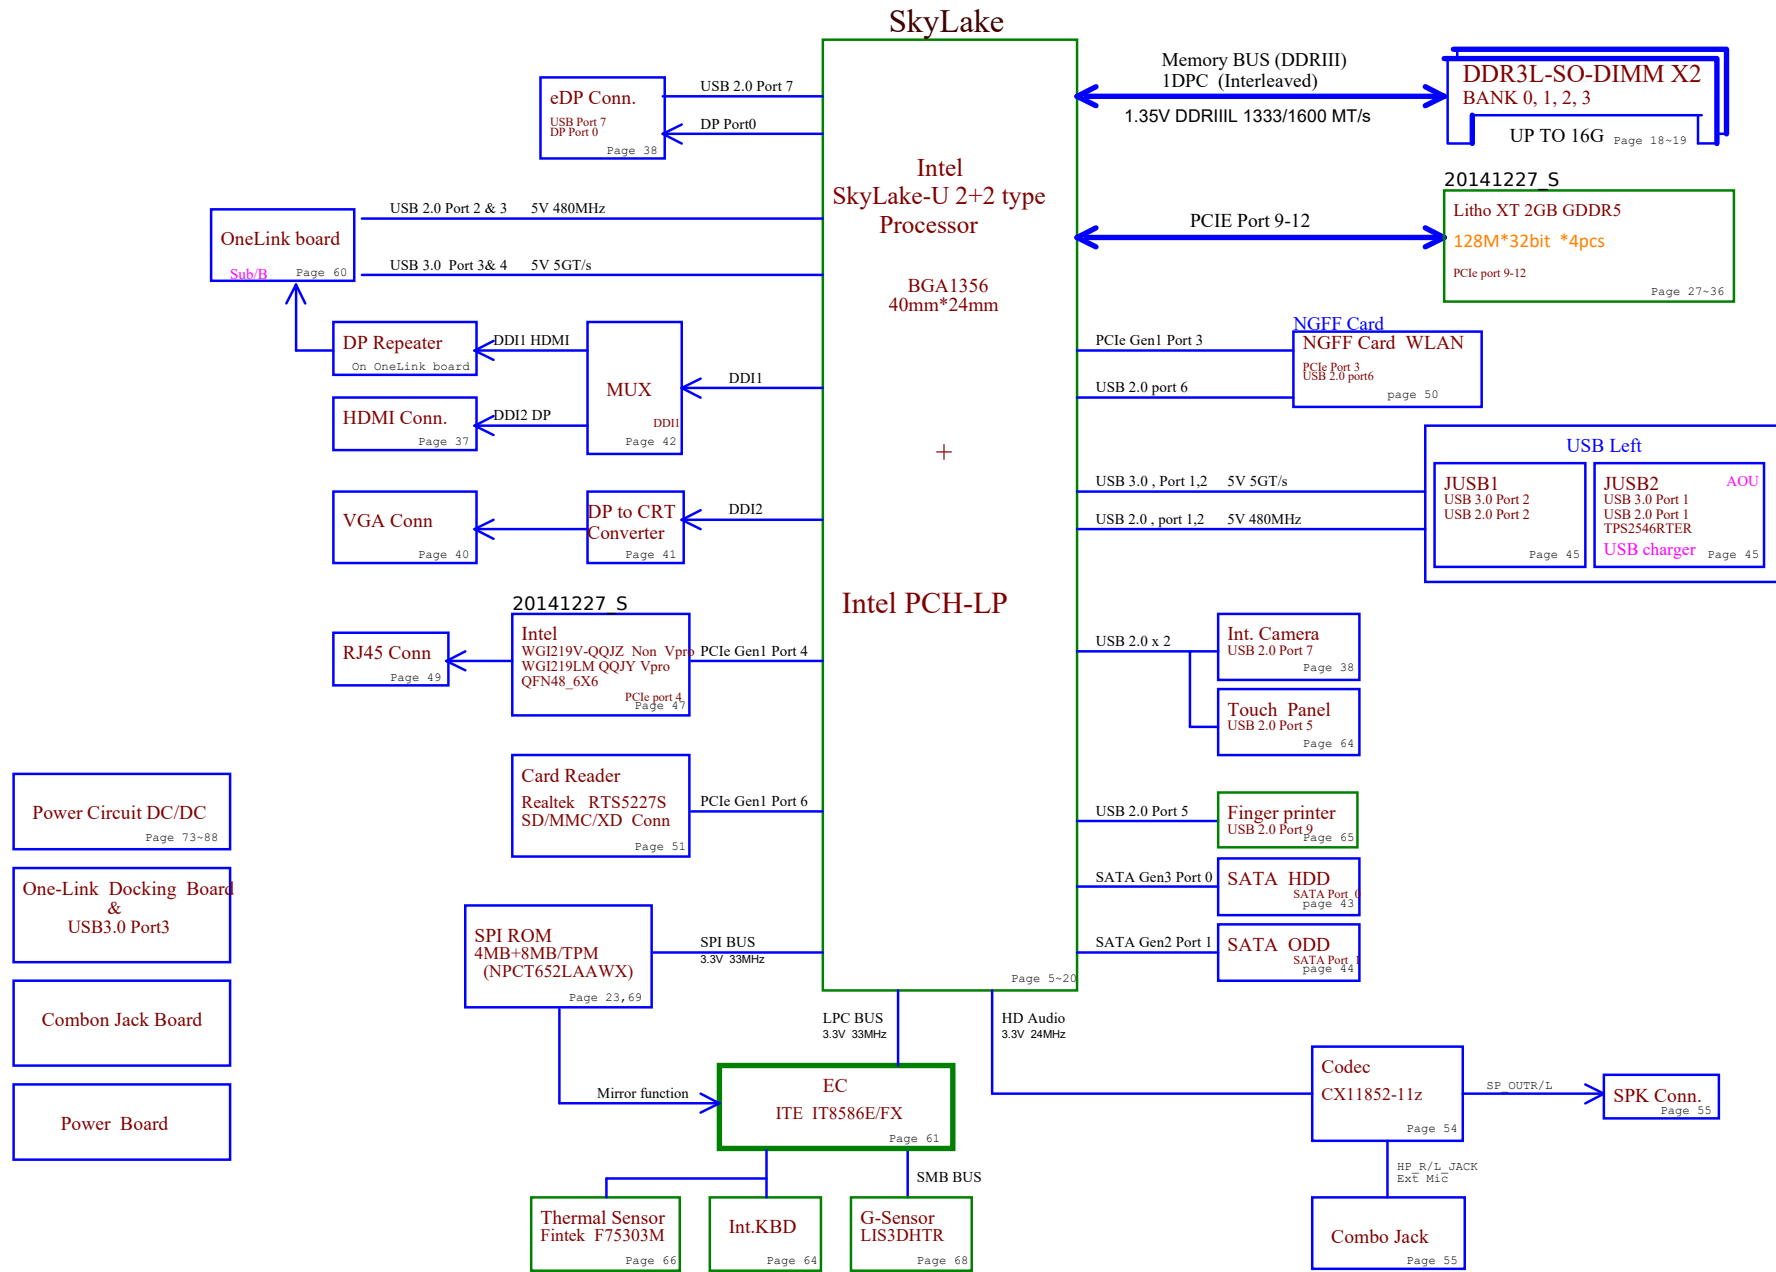 SkyLake
eDP Conn.
USB Port 7
DP Port 0
Page 38
USB 2.0 Port 7
DP Port0
OneLink board
Sub/B
Page 60
USB 2.0 Port 2 & 3    5V 480MHz
USB 3.0  Port 3& 4    5V 5GT/s
DP Repeater
On OneLink board
DDI1 HDMI
HDMI Conn.
Page 37
DDI2 DP
MUX
DDI1
Page 42
DDI1
VGA Conn
Page 40
DP to CRT
Converter
Page 41
DDI2
20141227_S
RJ45 Conn
Page 49
Intel
WGI219V-QQJZ  Non  Vpro
WGI219LM QQJY Vpro
QFN48_6X6
PCIe port 4
Page 47
PCIe Gen1 Port 4
Card Reader
Realtek   RTS5227S
SD/MMC/XD  Conn
Page 51
PCIe Gen1 Port 6
SPI ROM
4MB+8MB/TPM
(NPCT652LAAWX)
Page 23,69
SPI BUS
3.3V  33MHz
Intel
SkyLake-U 2+2 type
Processor
BGA1356
40mm*24mm
+
Intel PCH-LP
Page 5~20
Memory BUS (DDRIII)
1DPC  (Interleaved)
1.35V DDRIIIL 1333/1600 MT/s
DDR3L-SO-DIMM X2
BANK 0, 1, 2, 3
UP TO 16G
Page 18~19
20141227_S
PCIE Port 9-12
Litho XT 2GB GDDR5
128M*32bit  *4pcs
PCIe port 9-12
Page 27~36
NGFF Card
PCIe Gen1 Port 3
USB 2.0 port 6
NGFF Card  WLAN
PCIe Port 3
USB 2.0 port6
page 50
USB 3.0 , Port 1,2    5V 5GT/s
USB 2.0 , port 1,2     5V 480MHz
USB Left
JUSB1
USB 3.0 Port 2
USB 2.0 Port 2
Page 45
JUSB2
AOU
USB 3.0 Port 1
USB 2.0 Port 1
TPS2546RTER
USB charger
Page 45
USB 2.0 x 2
Int. Camera
USB 2.0 Port 7
Page 38
Touch  Panel
USB 2.0 Port 5
Page 64
USB 2.0 Port 5
Finger printer
USB 2.0 Port 9
Page 65
SATA Gen3 Port 0
SATA  HDD
SATA Port  0
page 43
SATA Gen2 Port 1
SATA  ODD
SATA Port  1
page 44
Power Circuit DC/DC
Page 73~88
One-Link  Docking  Board
&
USB3.0 Port3
Combon Jack Board
Power  Board
LPC BUS
3.3V  33MHz
HD Audio
3.3V  24MHz
Mirror function
EC
ITE  IT8586E/FX
Page 61
SMB BUS
Thermal Sensor
Fintek  F75303M
Page 66
Int.KBD
Page 64
G-Sensor
LIS3DHTR
Page 68
Codec
CX11852-11z
Page 54
SP_OUTR/L
SPK Conn.
Page 55
HP_R/L_JACK
Ext Mic
Combo Jack
Page 55